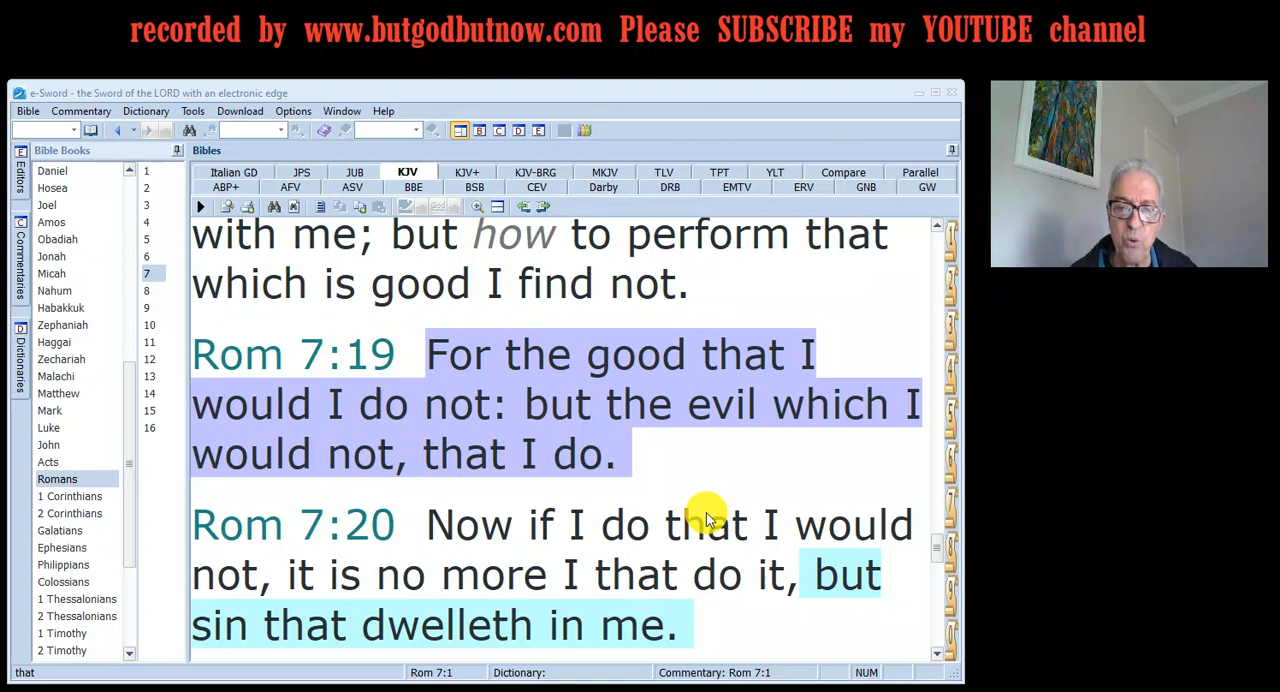 recorded by www.butgodbutnow.com Please SUBSCRIBE my YOUTUBE channel
e-Sword - the Sword of the LORD with an electronic edge
Bible Commentary Dictionary Tools Download Options Window Help
Bible Books
Bibles
Editors
Commentaries
Dictionaries
Daniel
Hosea
Joel
Amos
Obadiah
Jonah
Micah
Nahum
Habakkuk
Zephaniah
Haggai
Zechariah
Malachi
Matthew
Mark
Luke
John
Acts
Romans
1 Corinthians
2 Corinthians
Galatians
Ephesians
Philippians
Colossians
1 Thessalonians
2 Thessalonians
1 Timothy
2 Timothy
1
2
3
4
5
6
7
8
9
10
11
12
13
14
15
16
Italian GD JPS JUB KJV KJV+ KJV-BRG MKJV TLV TPT YLT Compare Parallel
ABP+ AFV ASV BBE BSB CEV Darby DRB EMTV ERV GNB GW
with me; but how to perform that
which is good I find not.
Rom 7:19 For the good that I
would I do not: but the evil which I
would not, that I do.
Rom 7:20 Now if I do that I would
not, it is no more I that do it, but
sin that dwelleth in me.
that Rom 7:1 Dictionary: Commentary: Rom 7:1 NUM